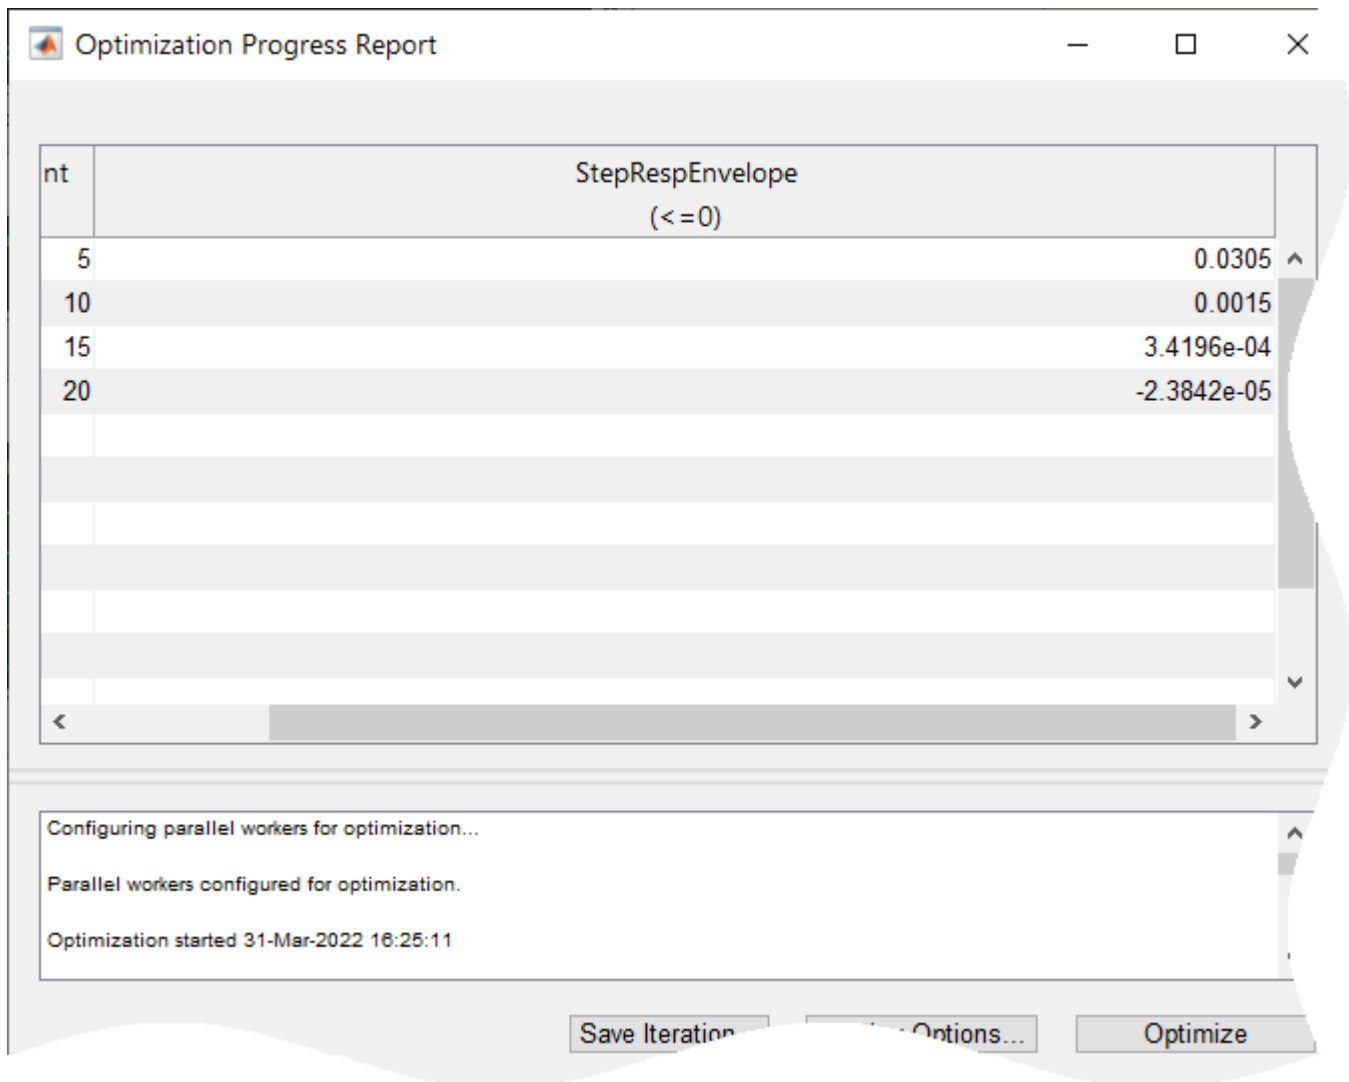 Optimization Progress Report
nt StepRespEnvelope
(<=0)
5 0.0305
10 0.0015
15 3.4196e-04
20 -2.3842e-05
Configuring parallel workers for optimization...
Parallel workers configured for optimization.
Optimization started 31-Mar-2022 16:25:11
Save Iteration Options... Optimize